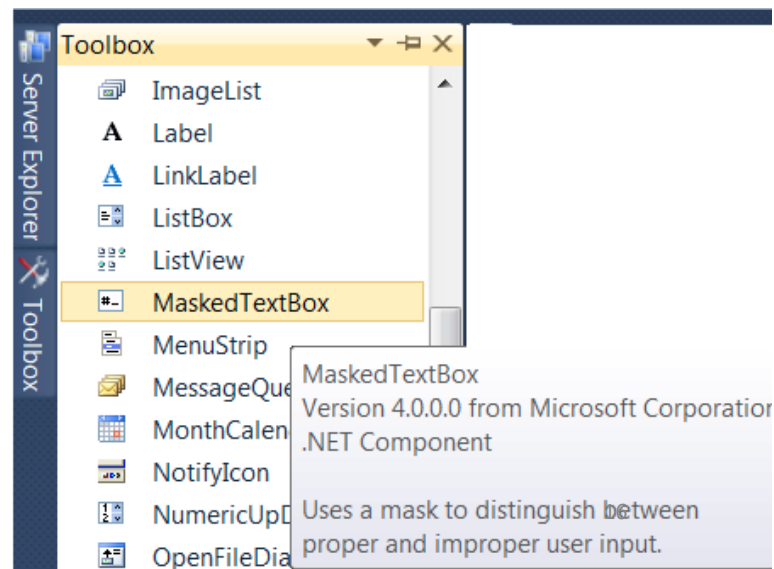 Toolbox
Server Explorer
Toolbox
ImageList
Label
LinkLabel
ListBox
ListView
MaskedTextBox
MenuStrip
MessageQue
MonthCalen
NotifyIcon
NumericUpD
OpenFileDia
MaskedTextBox
Version 4.0.0.0 from Microsoft Corporation
.NET Component
Uses a mask to distinguish between
proper and improper user input.